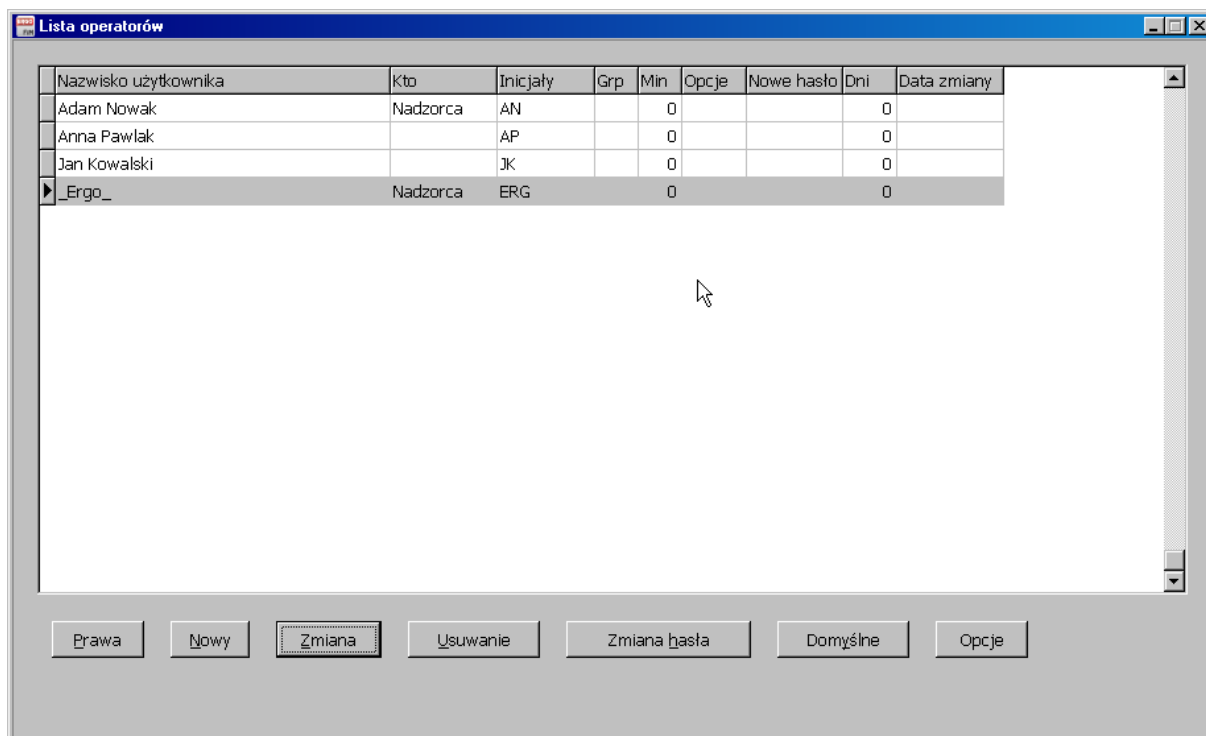 Lista operatorów
Nazwisko użytkownika Kto Inicjały Grp Min Opcje Nowe hasło Dni Data zmiany
Adam Nowak Nadzorca AN 0 0
Anna Pawlak AP 0 0
Jan Kowalski JK 0 0
_Ergo_ Nadzorca ERG 0 0
Prawa Nowy Zmiana Usuwanie Zmiana hasła Domyślne Opcje